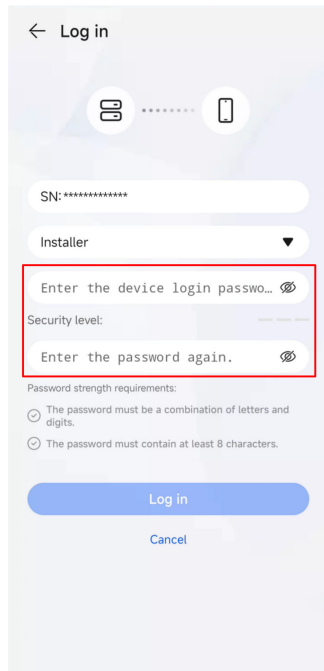 Log in
SN:*************
Installer
Enter the device login passwo...
Security level:
Enter the password again.
Password strength requirements:
The password must be a combination of letters and
digits.
The password must contain at least 8 characters.
Log in
Cancel